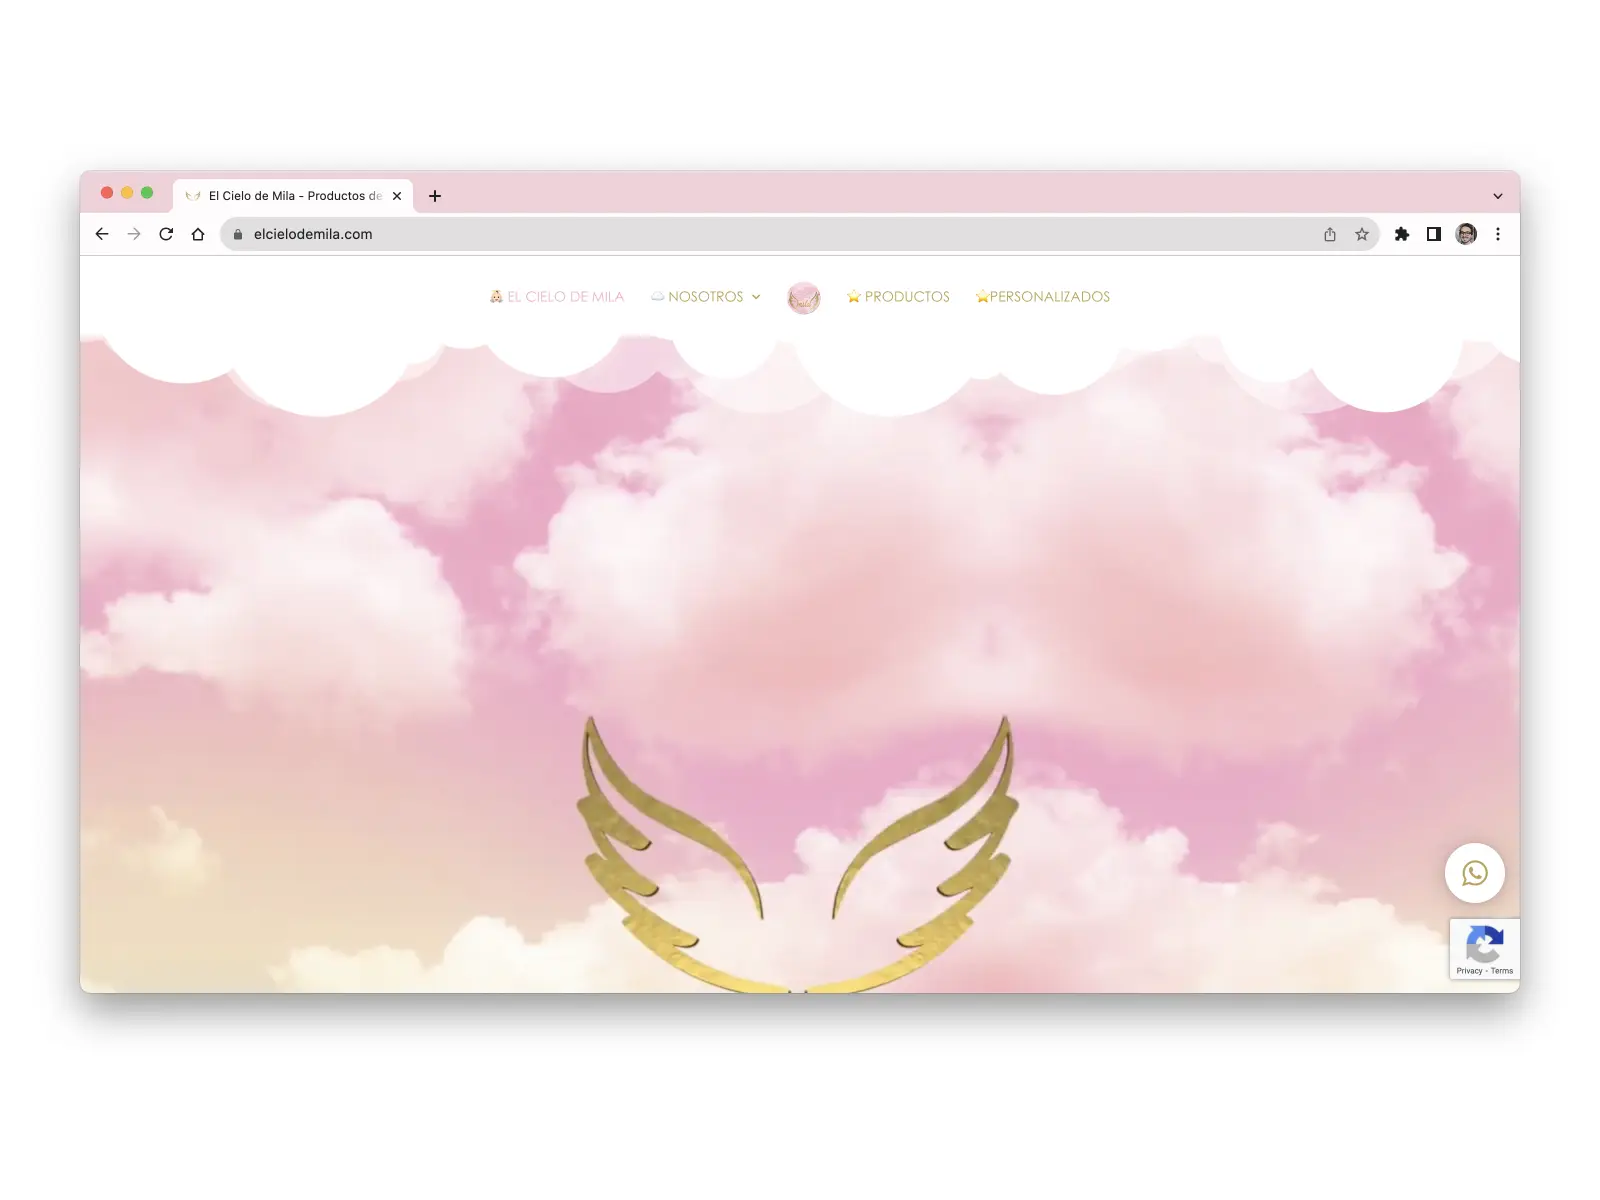 El Cielo de Mila - Productos de
elcielodemila.com
EL CIELO DE MILA NOSOTROS PRODUCTOS PERSONALIZADOS
Privacy - Terms